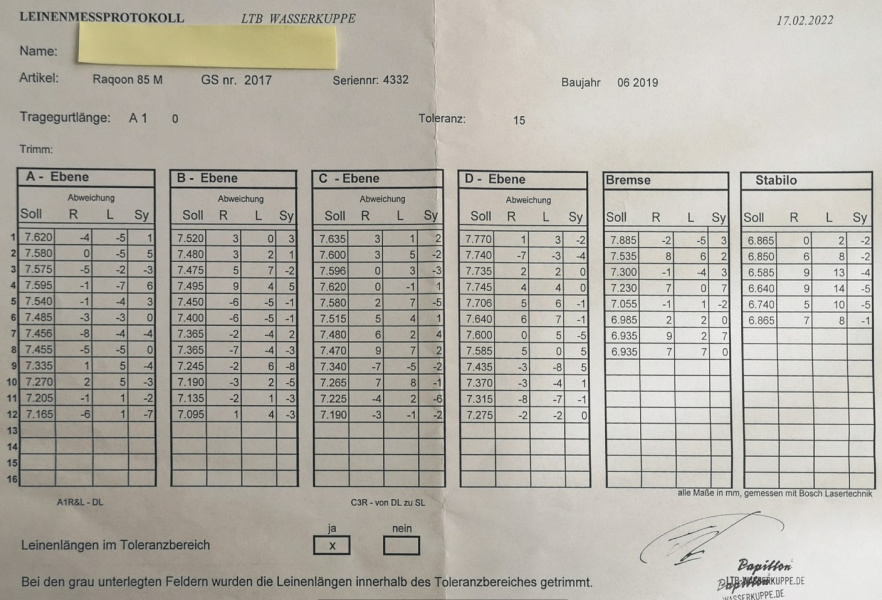 LEINENMESSPROTOKOLL LTB WASSERKUPPE 17.02.2022
Name:
Artikel: Raqoon 85 M GS nr. 2017 Seriennr: 4332 Baujahr 06 2019
Tragegurtlänge: A 1 0 Toleranz: 15
Trimm:
A - Ebene B - Ebene C - Ebene D - Ebene Bremse Stabilo
Abweichung Abweichung Abweichung Abweichung
Soll R L Sy Soll R L Sy Soll R L Sy Soll R L Sy Soll R L Sy Soll R L Sy
1 7.620 -4 -5 1 7.520 3 0 3 7.635 3 1 2 7.770 1 3 -2 7.885 -2 -5 3 6.865 0 2 -2
2 7.580 0 -5 5 7.480 3 2 1 7.600 3 5 -2 7.740 -7 -3 -4 7.535 8 6 2 6.850 6 8 -2
3 7.575 -5 -2 -3 7.475 5 7 -2 7.596 0 3 -3 7.735 2 2 0 7.300 -1 -4 3 6.585 9 13 -4
4 7.595 -1 -7 6 7.495 9 4 5 7.620 0 -1 1 7.745 4 4 0 7.230 7 0 7 6.640 9 14 -5
5 7.540 -1 -4 3 7.450 -6 -5 -1 7.580 2 7 -5 7.706 5 6 -1 7.055 -1 1 -2 6.740 5 10 -5
6 7.485 -3 -3 0 7.400 -6 -5 -1 7.515 5 4 1 7.640 6 7 -1 6.985 2 2 0 6.865 7 8 -1
7 7.456 -8 -4 -4 7.365 -2 -4 2 7.480 6 2 4 7.600 0 5 -5 6.935 9 2 7
8 7.455 -5 -5 0 7.365 -7 -4 -3 7.470 9 7 2 7.585 5 0 5 6.935 7 7 0
9 7.335 1 5 -4 7.245 -2 6 -8 7.340 -7 -5 -2 7.435 -3 -8 5
10 7.270 2 5 -3 7.190 -3 2 -5 7.265 7 8 -1 7.370 -3 -4 1
11 7.205 -1 1 -2 7.135 -2 1 -3 7.225 -4 2 -6 7.315 -8 -7 -1
12 7.165 -6 1 -7 7.095 1 4 -3 7.190 -3 -1 -2 7.275 -2 -2 0
13
14
15
16
alle Maße in mm, gemessen mit Bosch Lasertechnik
A1R&L - DL C3R - von DL zu SL
ja nein
Leinenlängen im Toleranzbereich x
Papillon
Bei den grau unterlegten Feldern wurden die Leinenlängen innerhalb des Toleranzbereiches getrimmt.
WASSERKUPPE.DE